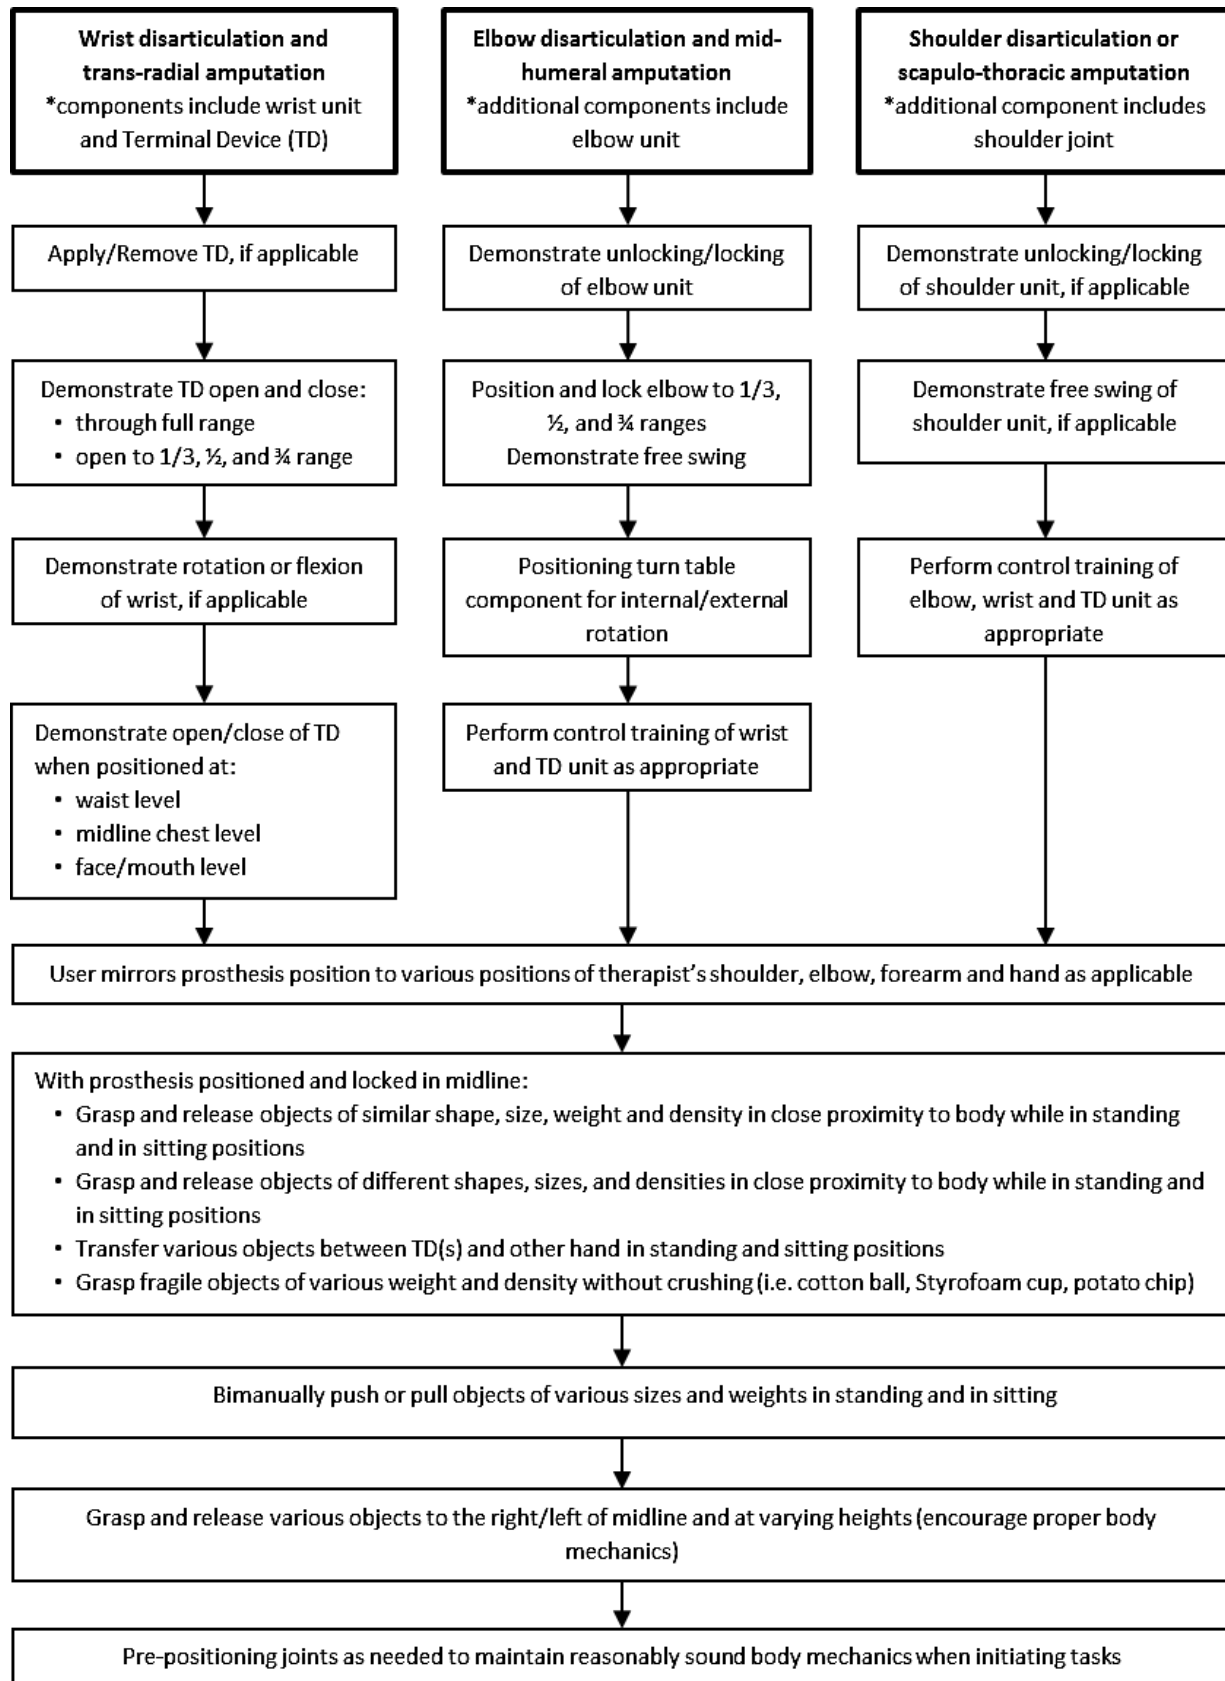 Wrist disarticulation and
trans-radial amputation
*components include wrist unit
and Terminal Device (TD)
Apply/Remove TD, if applicable
Demonstrate TD open and close:
• through full range
• open to 1/3, ½, and ¾ range
Demonstrate rotation or flexion
of wrist, if applicable
Demonstrate open/close of TD
when positioned at:
• waist level
• midline chest level
• face/mouth level
Elbow disarticulation and mid-
humeral amputation
*additional components include
elbow unit
Demonstrate unlocking/locking
of elbow unit
Position and lock elbow to 1/3,
½, and ¾ ranges
Demonstrate free swing
Positioning turn table
component for internal/external
rotation
Perform control training of wrist
and TD unit as appropriate
Shoulder disarticulation or
scapulo-thoracic amputation
*additional component includes
shoulder joint
Demonstrate unlocking/locking
of shoulder unit, if applicable
Demonstrate free swing of
shoulder unit, if applicable
Perform control training of
elbow, wrist and TD unit as
appropriate
User mirrors prosthesis position to various positions of therapist's shoulder, elbow, forearm and hand as applicable
With prosthesis positioned and locked in midline:
• Grasp and release objects of similar shape, size, weight and density in close proximity to body while in standing
and in sitting positions
• Grasp and release objects of different shapes, sizes, and densities in close proximity to body while in standing and
in sitting positions
• Transfer various objects between TD(s) and other hand in standing and sitting positions
• Grasp fragile objects of various weight and density without crushing (i.e. cotton ball, Styrofoam cup, potato chip)
Bimanually push or pull objects of various sizes and weights in standing and in sitting
Grasp and release various objects to the right/left of midline and at varying heights (encourage proper body
mechanics)
Pre-positioning joints as needed to maintain reasonably sound body mechanics when initiating tasks